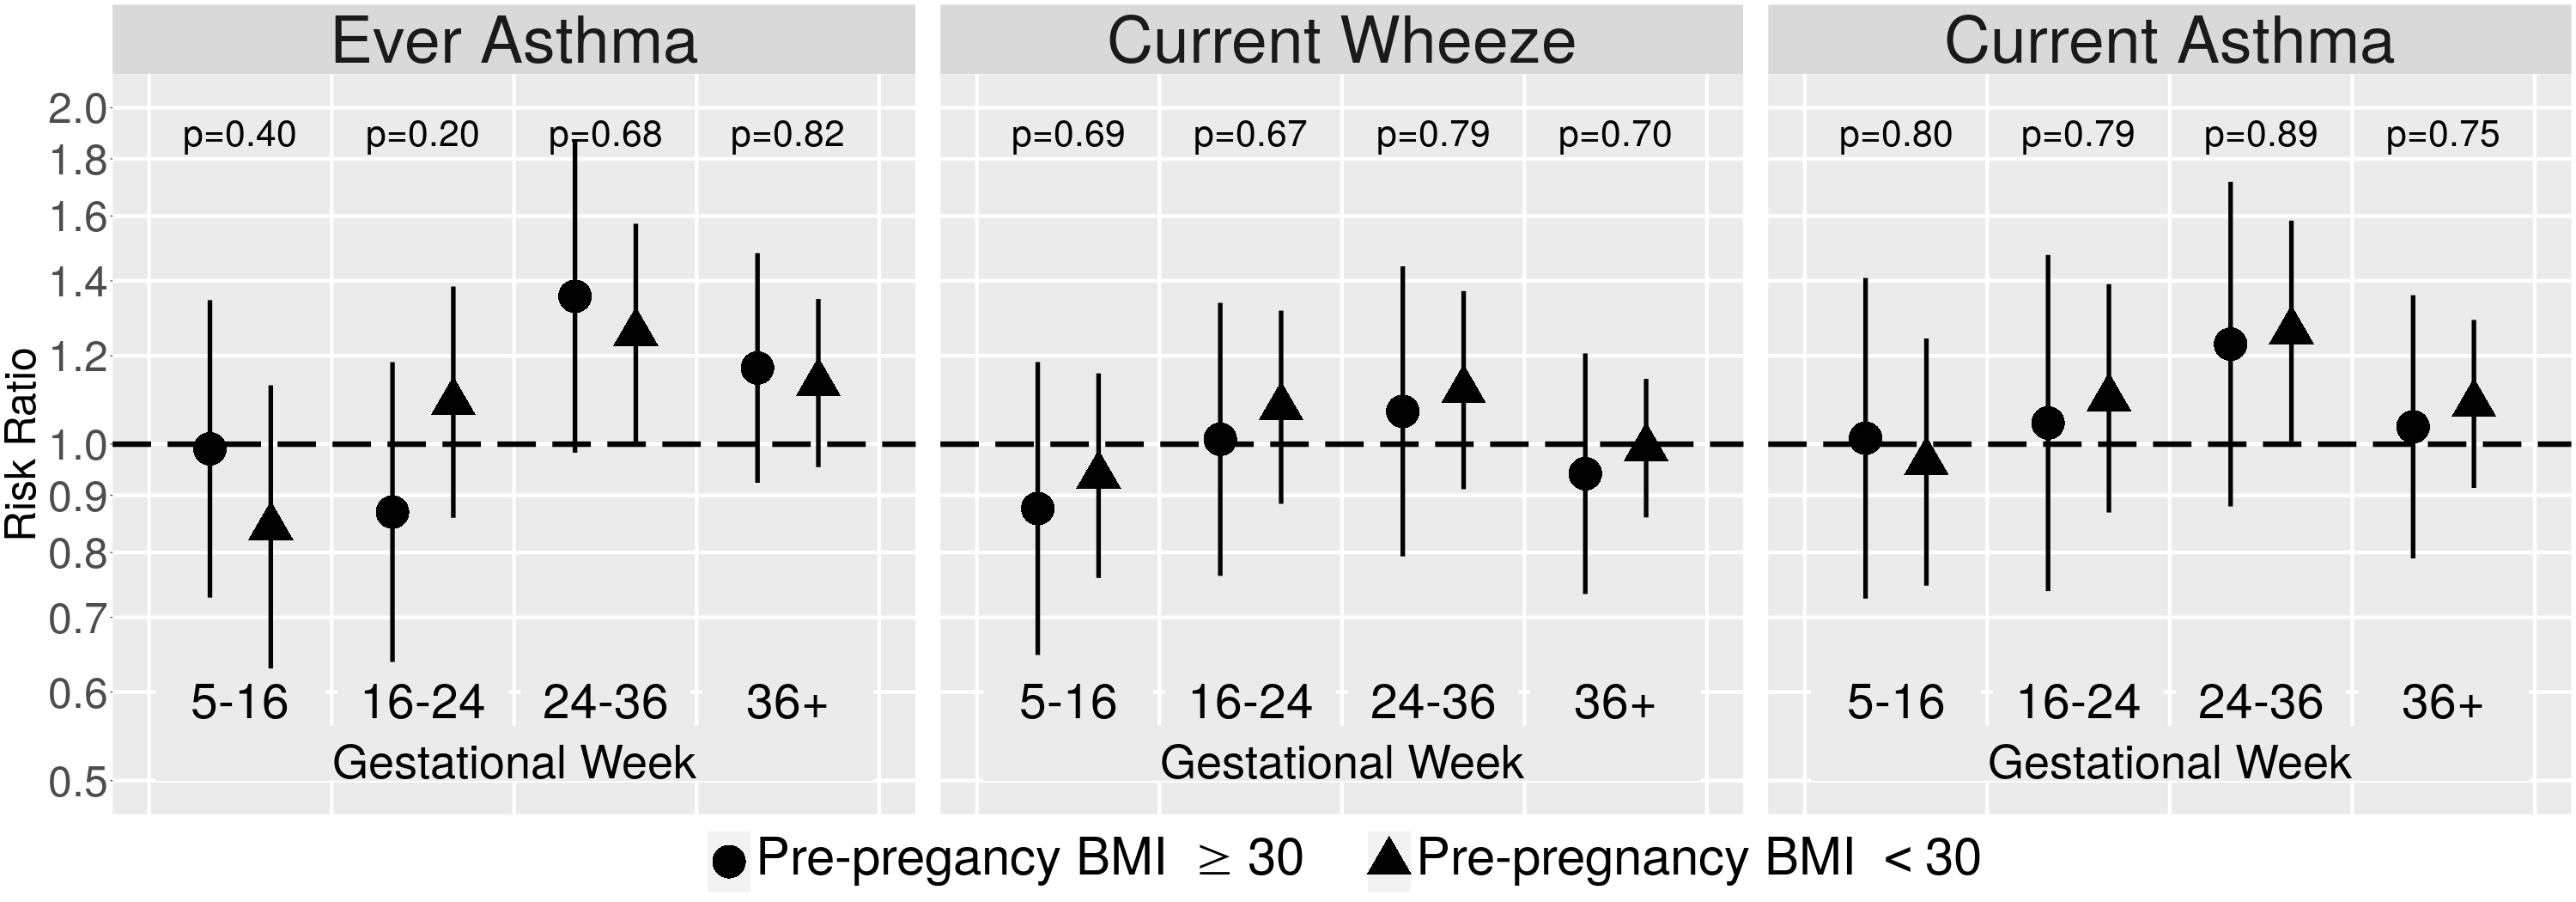 Ever Asthma Current Wheeze Current Asthma
2.0
p=0.40 p=0.20 p=0.68 p=0.82 p=0.69 p=0.67 p=0.79 p=0.70 p=0.80 p=0.79 p=0.89 p=0.75
1.8
1.6
1.4
1.2
1.0
0.9
0.8
0.7
0.6
0.5
Risk Ratio
5-16 16-24 24-36 36+ 5-16 16-24 24-36 36+ 5-16 16-24 24-36 36+
Gestational Week Gestational Week Gestational Week
Pre-pregancy BMI ≥ 30 Pre-pregnancy BMI < 30